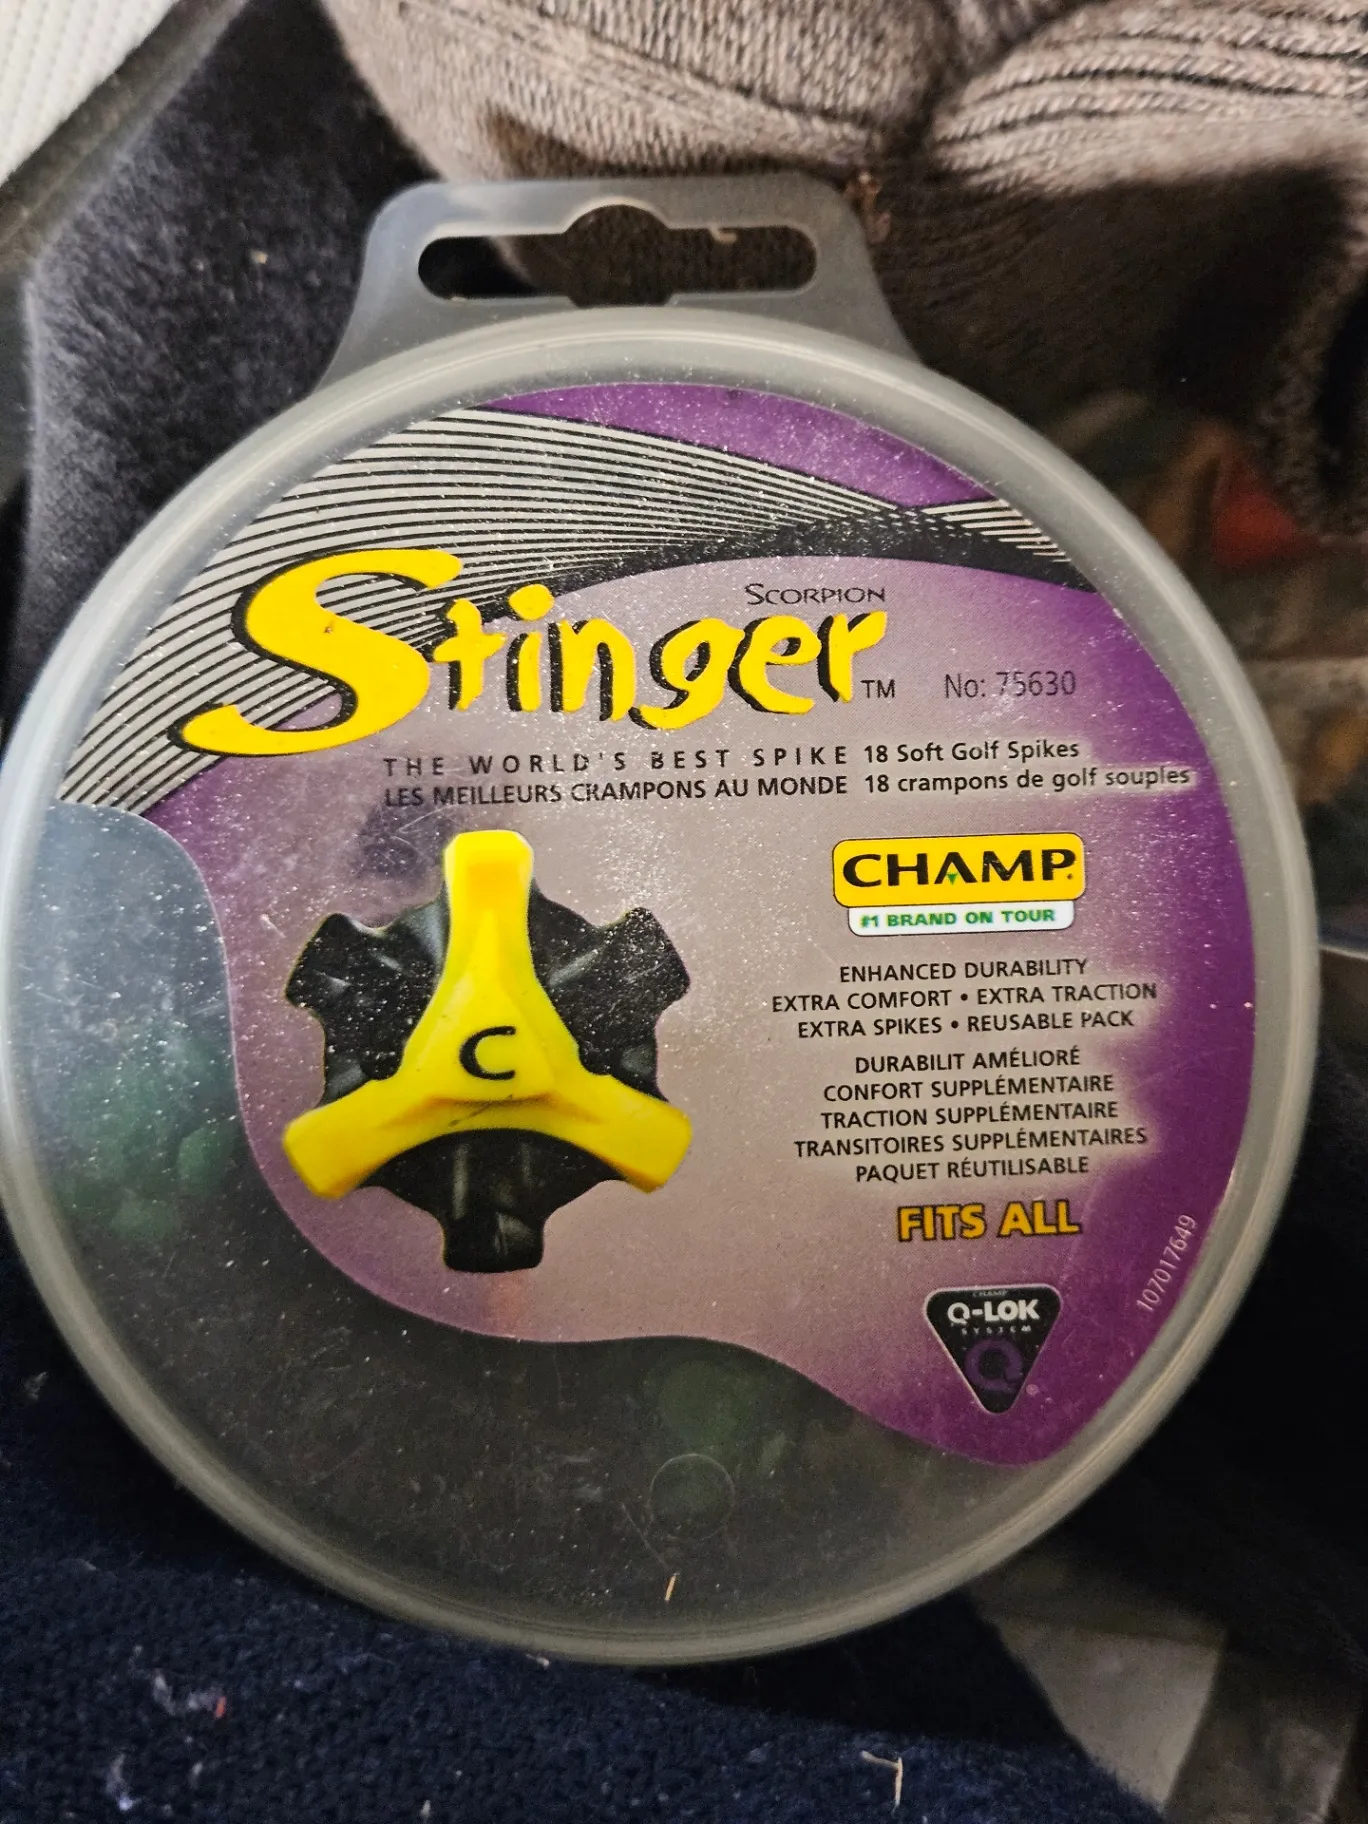 SCORPION
Stinger™ No: 75630
THE WORLD'S BEST SPIKE 18 Soft Golf Spikes
LES MEILLEURS CRAMPONS AU MONDE 18 crampons de golf souples
CHAMP.
#1 BRAND ON TOUR
C
ENHANCED DURABILITY
EXTRA COMFORT • EXTRA TRACTION
EXTRA SPIKES • REUSABLE PACK
DURABILIT AMÉLIORÉ
CONFORT SUPPLÉMENTAIRE
TRACTION SUPPLÉMENTAIRE
TRANSITOIRES SUPPLÉMENTAIRES
PAQUET RÉUTILISABLE
FITS ALL
CHAMP
Q-LOK
SYSTEM
Q®
107017649